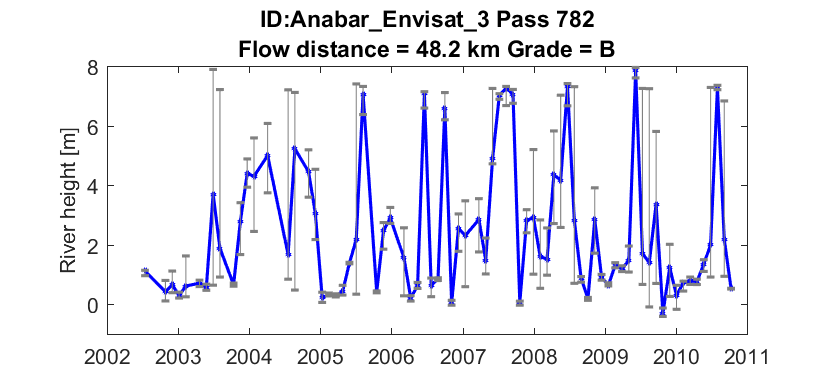 ID:Anabar_Envisat_3 Pass 782
Flow distance = 48.2 km Grade = B
River height [m]
8
6
4
2
0
2002 2003 2004 2005 2006 2007 2008 2009 2010 2011